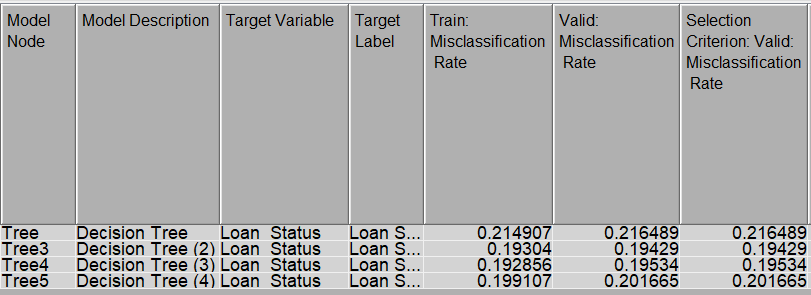 Model Node Model Description Target Variable Target Label Train: Misclassification Rate Valid: Misclassification Rate Selection Criterion: Valid: Misclassification Rate
Tree Decision Tree Loan Status Loan S... 0.214907 0.216489 0.216489
Tree3 Decision Tree (2) Loan Status Loan S... 0.19304 0.19429 0.19429
Tree4 Decision Tree (3) Loan Status Loan S... 0.192856 0.19534 0.19534
Tree5 Decision Tree (4) Loan Status Loan S... 0.199107 0.201665 0.201665